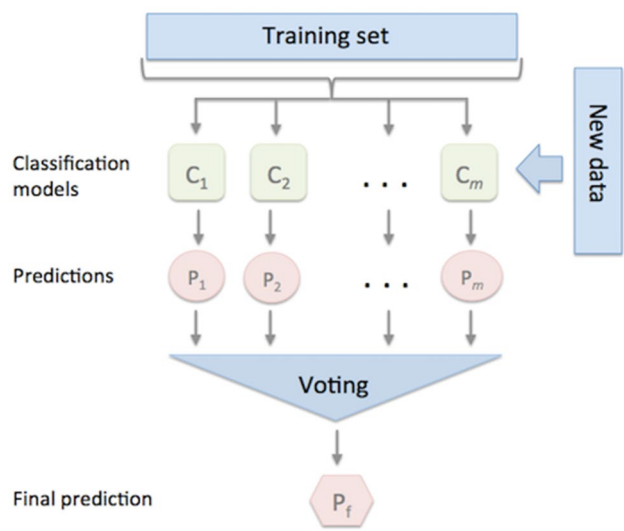 Training set
New data
Classification
models
C1 C2 . . . Cm
Predictions
P1 P2 . . . Pm
Voting
Final prediction
Pf